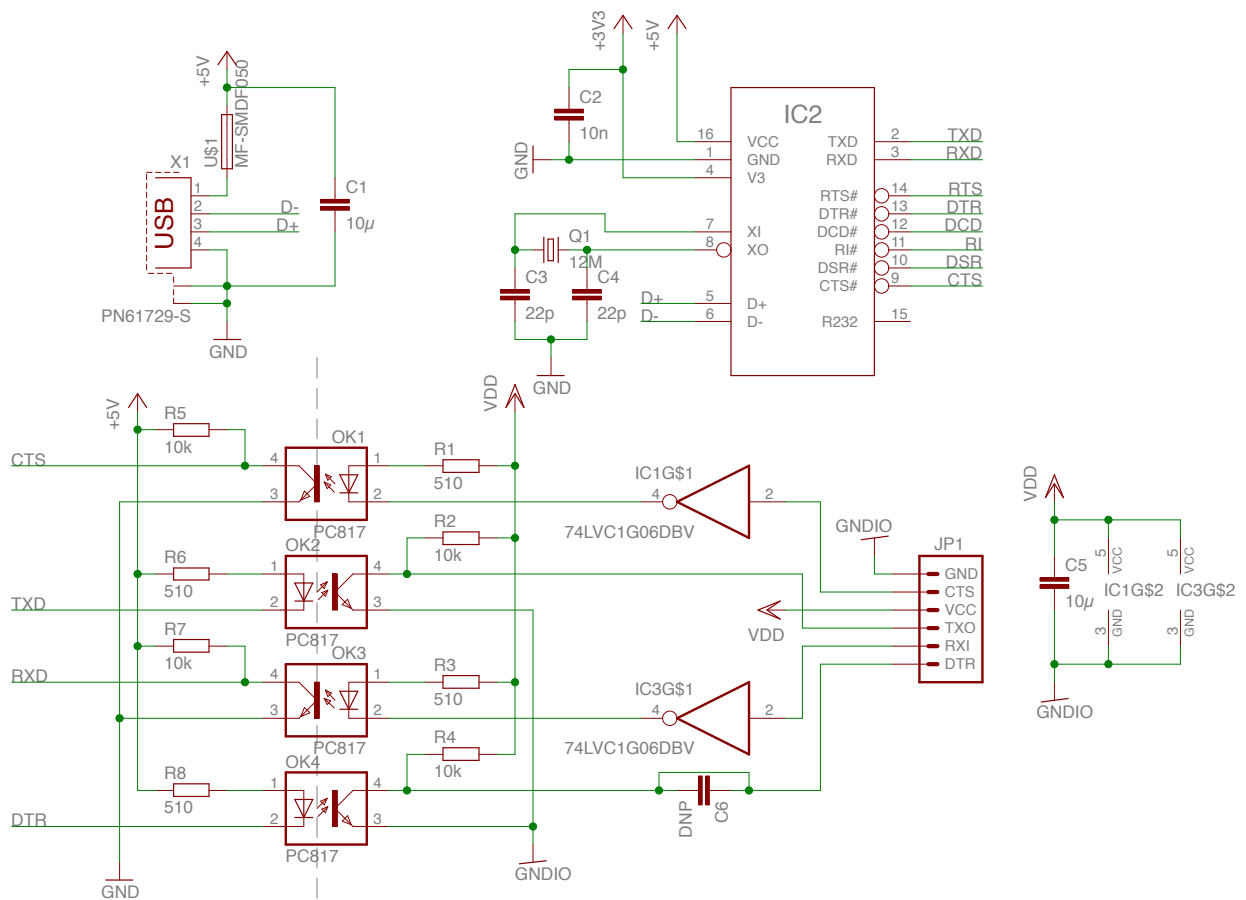 +5V
U$1
MF-SMDF050
X1
USB
1
2
3
4
D-
D+
C1
10µ
PN61729-S
GND
+3V3
+5V
C2
10n
GND
IC2
16 VCC
1 GND
4 V3
7 XI
8 XO
5 D+
6 D-
TXD 2 TXD
RXD 3 RXD
RTS# 14 RTS
DTR# 13 DTR
DCD# 12 DCD
RI# 11 RI
DSR# 10 DSR
CTS# 9 CTS
R232 15
Q1
12M
C3
22p
C4
22p
D+
D-
GND
+5V
VDD
R5
10k
CTS
OK1
4
3
1
2
PC817
R1
510
IC1G$1
4
2
74LVC1G06DBV
R2
10k
OK2
R6
510
1
2
4
3
TXD
PC817
R7
10k
RXD
OK3
4
3
1
2
PC817
R3
510
IC3G$1
4
2
74LVC1G06DBV
R4
10k
OK4
R8
510
1
2
4
3
DTR
PC817
DNP
C6
GND
GNDIO
GNDIO
VDD
JP1
GND
CTS
VCC
TXO
RXI
DTR
VDD
C5
10µ
5
VCC
IC1G$2
3
GND
5
VCC
IC3G$2
3
GND
GNDIO